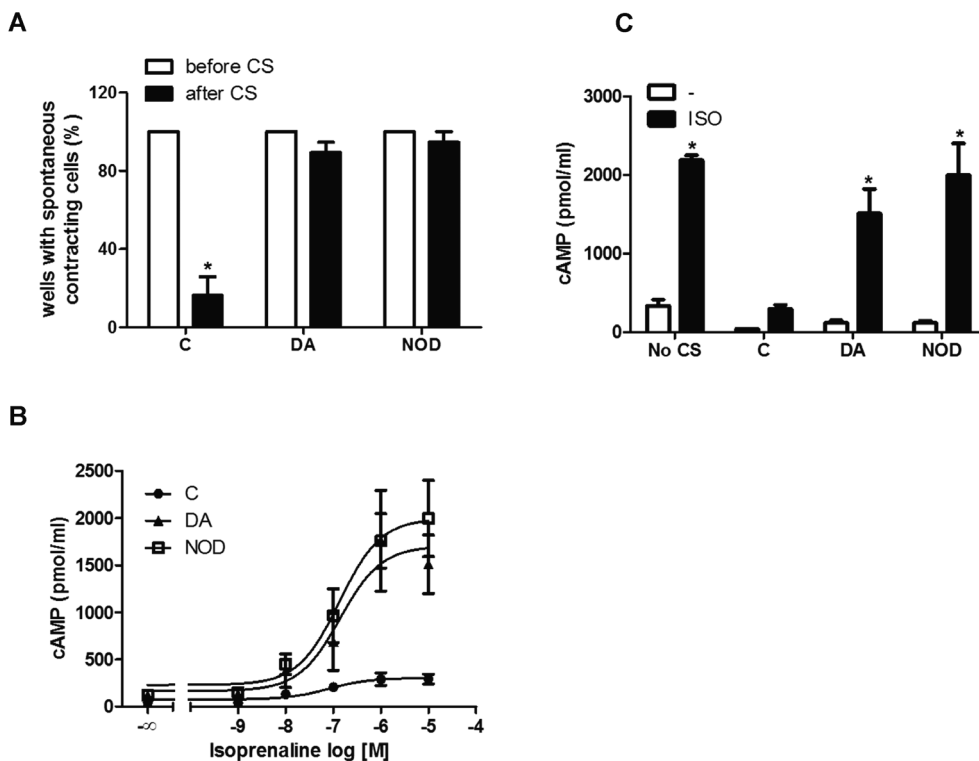 A
before CS
after CS
wells with spontaneous
contracting cells (%)
120
80
40
0
*
C
DA
NOD
C
-
ISO
cAMP (pmol/ml)
3000
2000
1000
0
*
*
*
No CS
C
DA
NOD
B
C
DA
NOD
cAMP (pmol/ml)
2500
2000
1500
1000
500
0
-∞
-9
-8
-7
-6
-5
-4
Isoprenaline log [M]